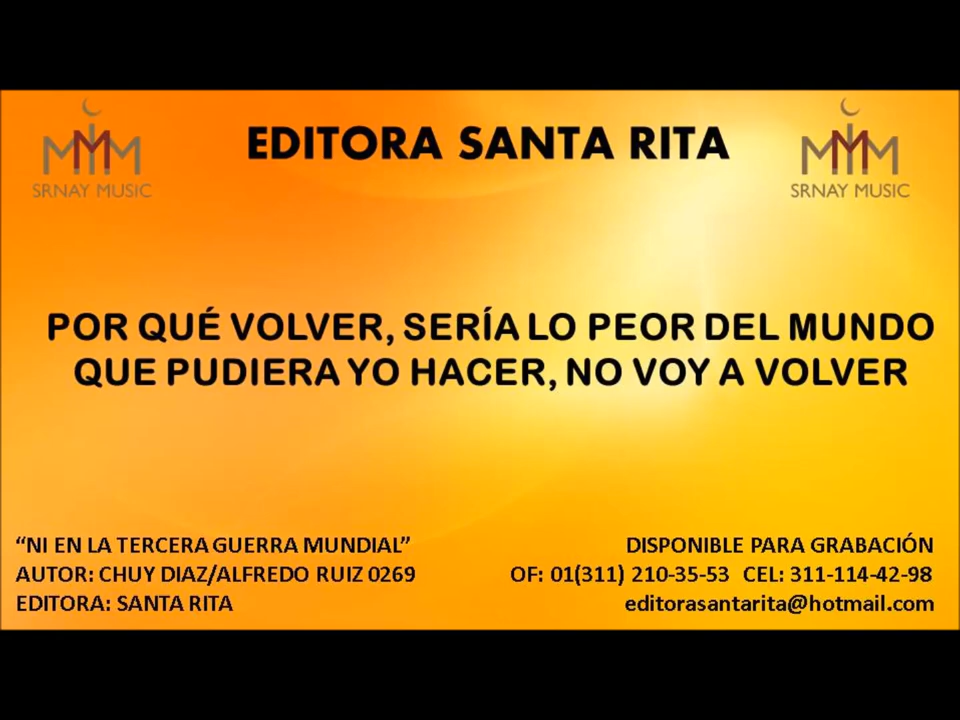 EDITORA SANTA RITA
SRNAY MUSIC
SRNAY MUSIC
POR QUÉ VOLVER, SERÍA LO PEOR DEL MUNDO
QUE PUDIERA YO HACER, NO VOY A VOLVER
“NI EN LA TERCERA GUERRA MUNDIAL”
AUTOR: CHUY DIAZ/ALFREDO RUIZ 0269
EDITORA: SANTA RITA
DISPONIBLE PARA GRABACIÓN
OF: 01(311) 210-35-53 CEL: 311-114-42-98
editorasantarita@hotmail.com